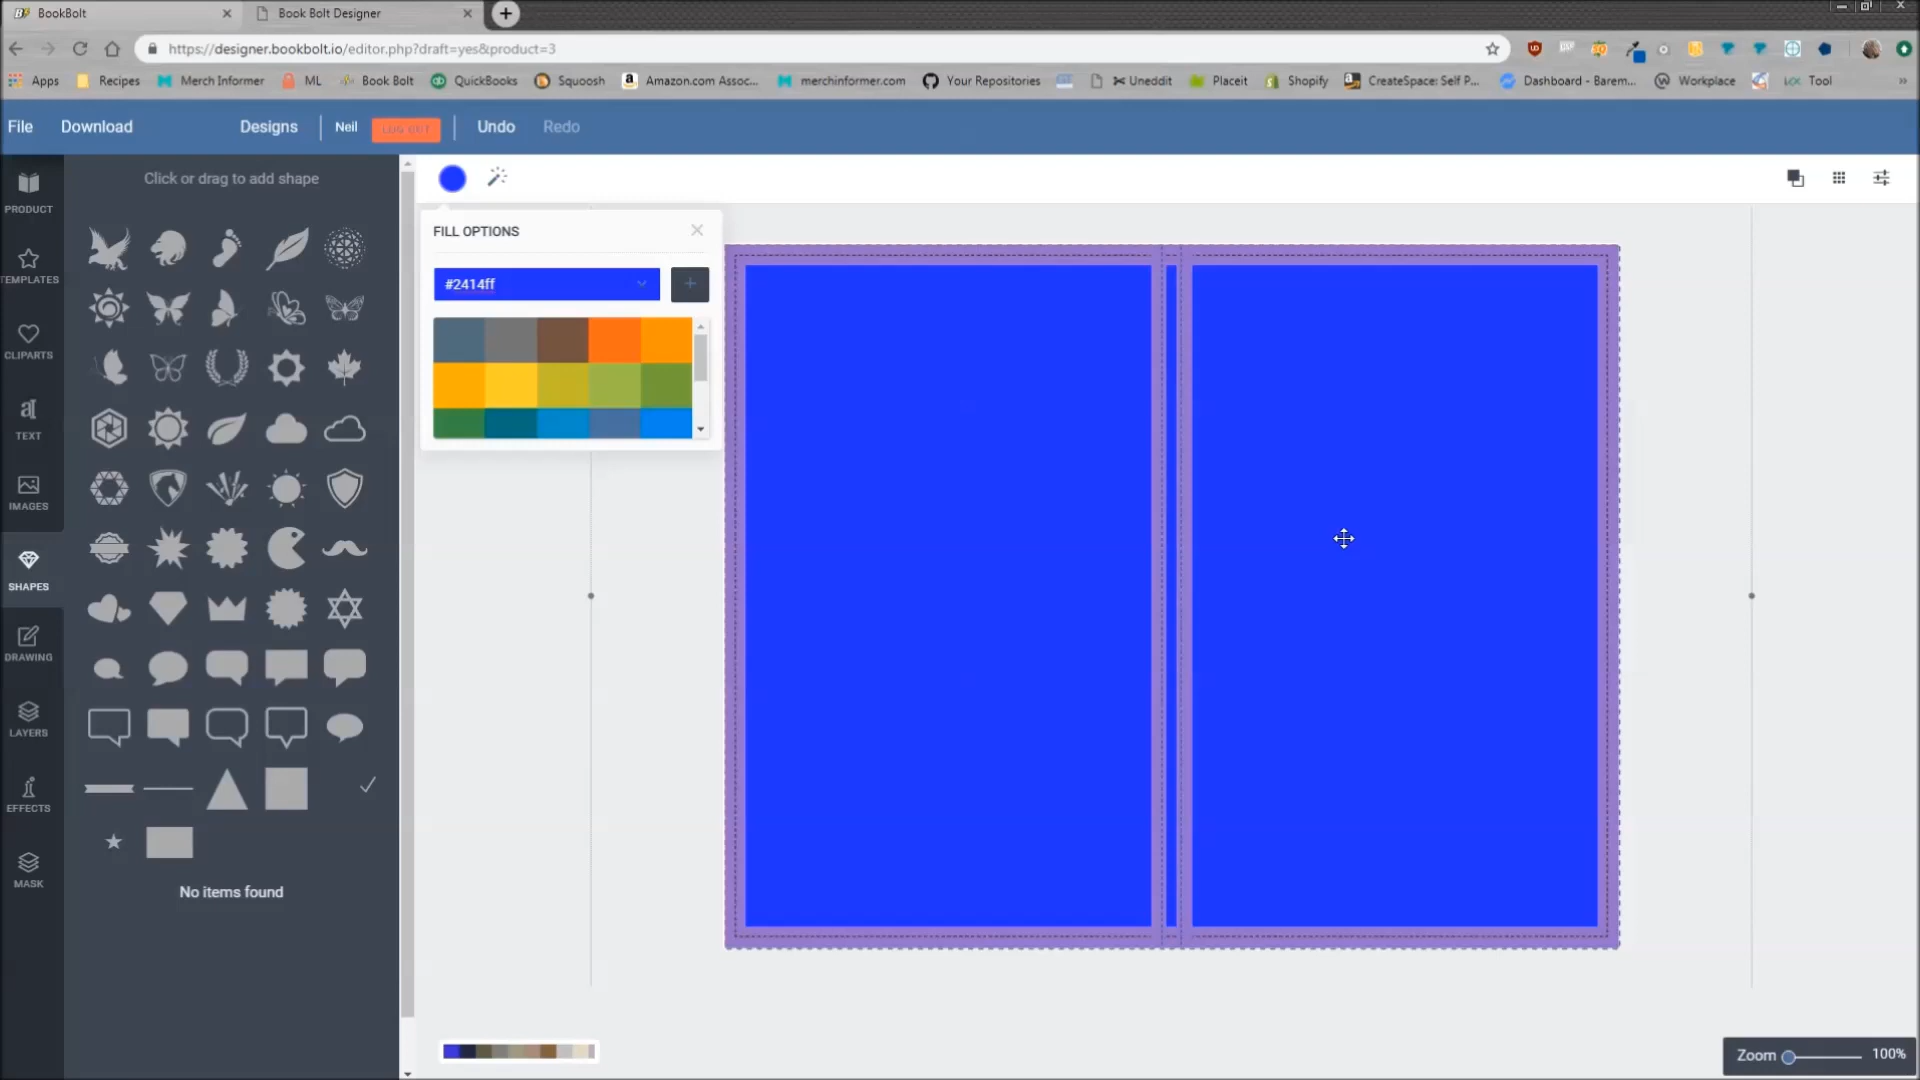 BookBolt
Book Bolt Designer
https://designer.bookbolt.io/editor.php?draft=yes&product=3
Apps
Recipes
Merch Informer
ML
Book Bolt
QuickBooks
Squoosh
Amazon.com Assoc...
merchinformer.com
Your Repositories
Uneddit
Placeit
Shopify
CreateSpace: Self P...
Dashboard - Barem...
Workplace
Tool
»
File
Download
Designs
Neil
LOG OUT
Undo
Redo
PRODUCT
TEMPLATES
CLIPARTS
TEXT
IMAGES
SHAPES
DRAWING
LAYERS
EFFECTS
MASK
Click or drag to add shape
No items found
FILL OPTIONS
#2414ff
Zoom
100%